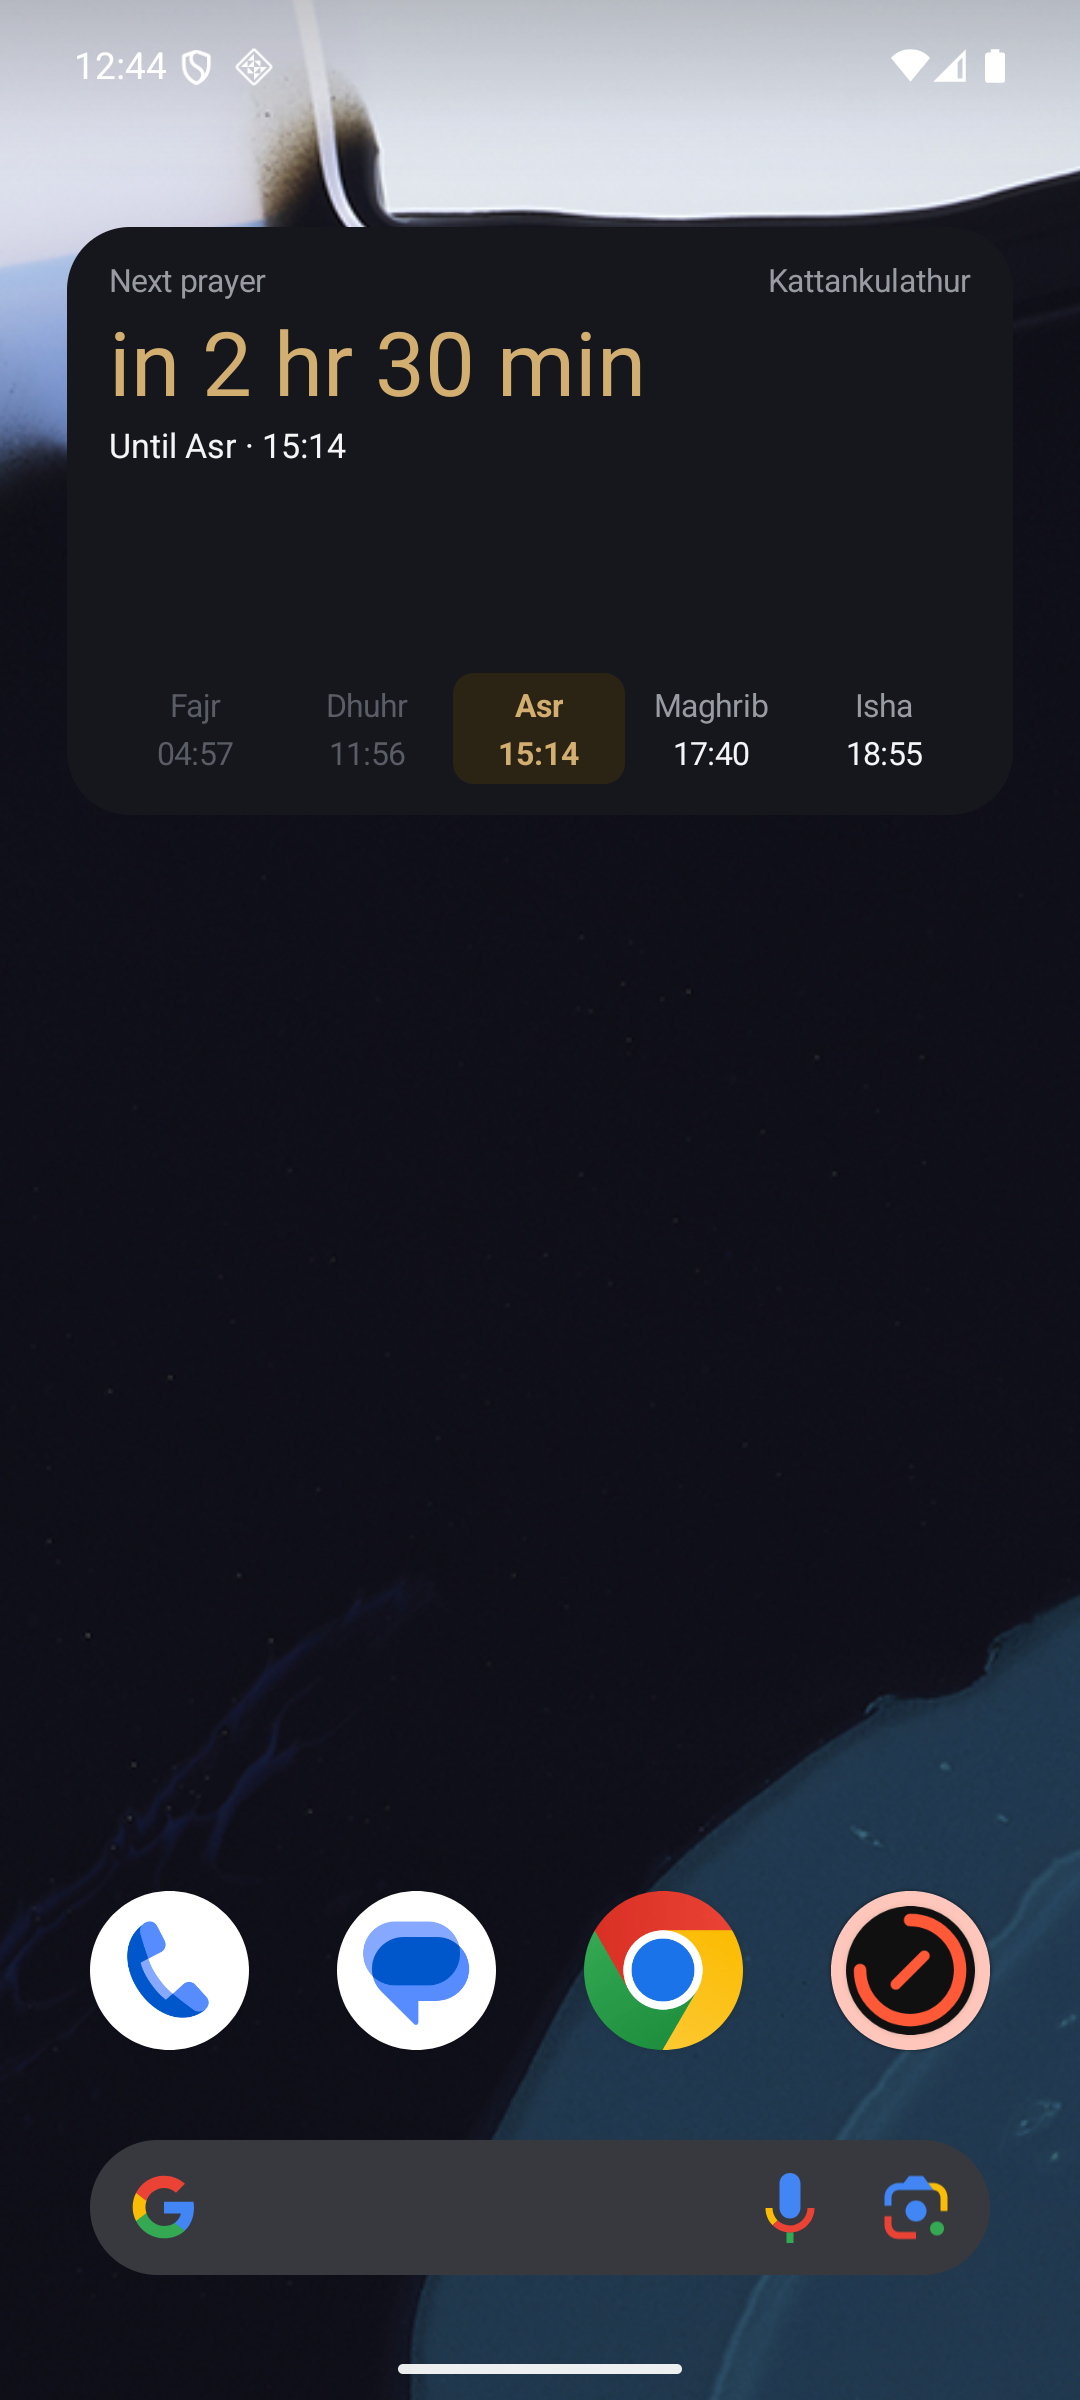 12:44
Next prayer Kattankulathur
in 2 hr 30 min
Until Asr · 15:14
Fajr Dhuhr Asr Maghrib Isha
04:57 11:56 15:14 17:40 18:55